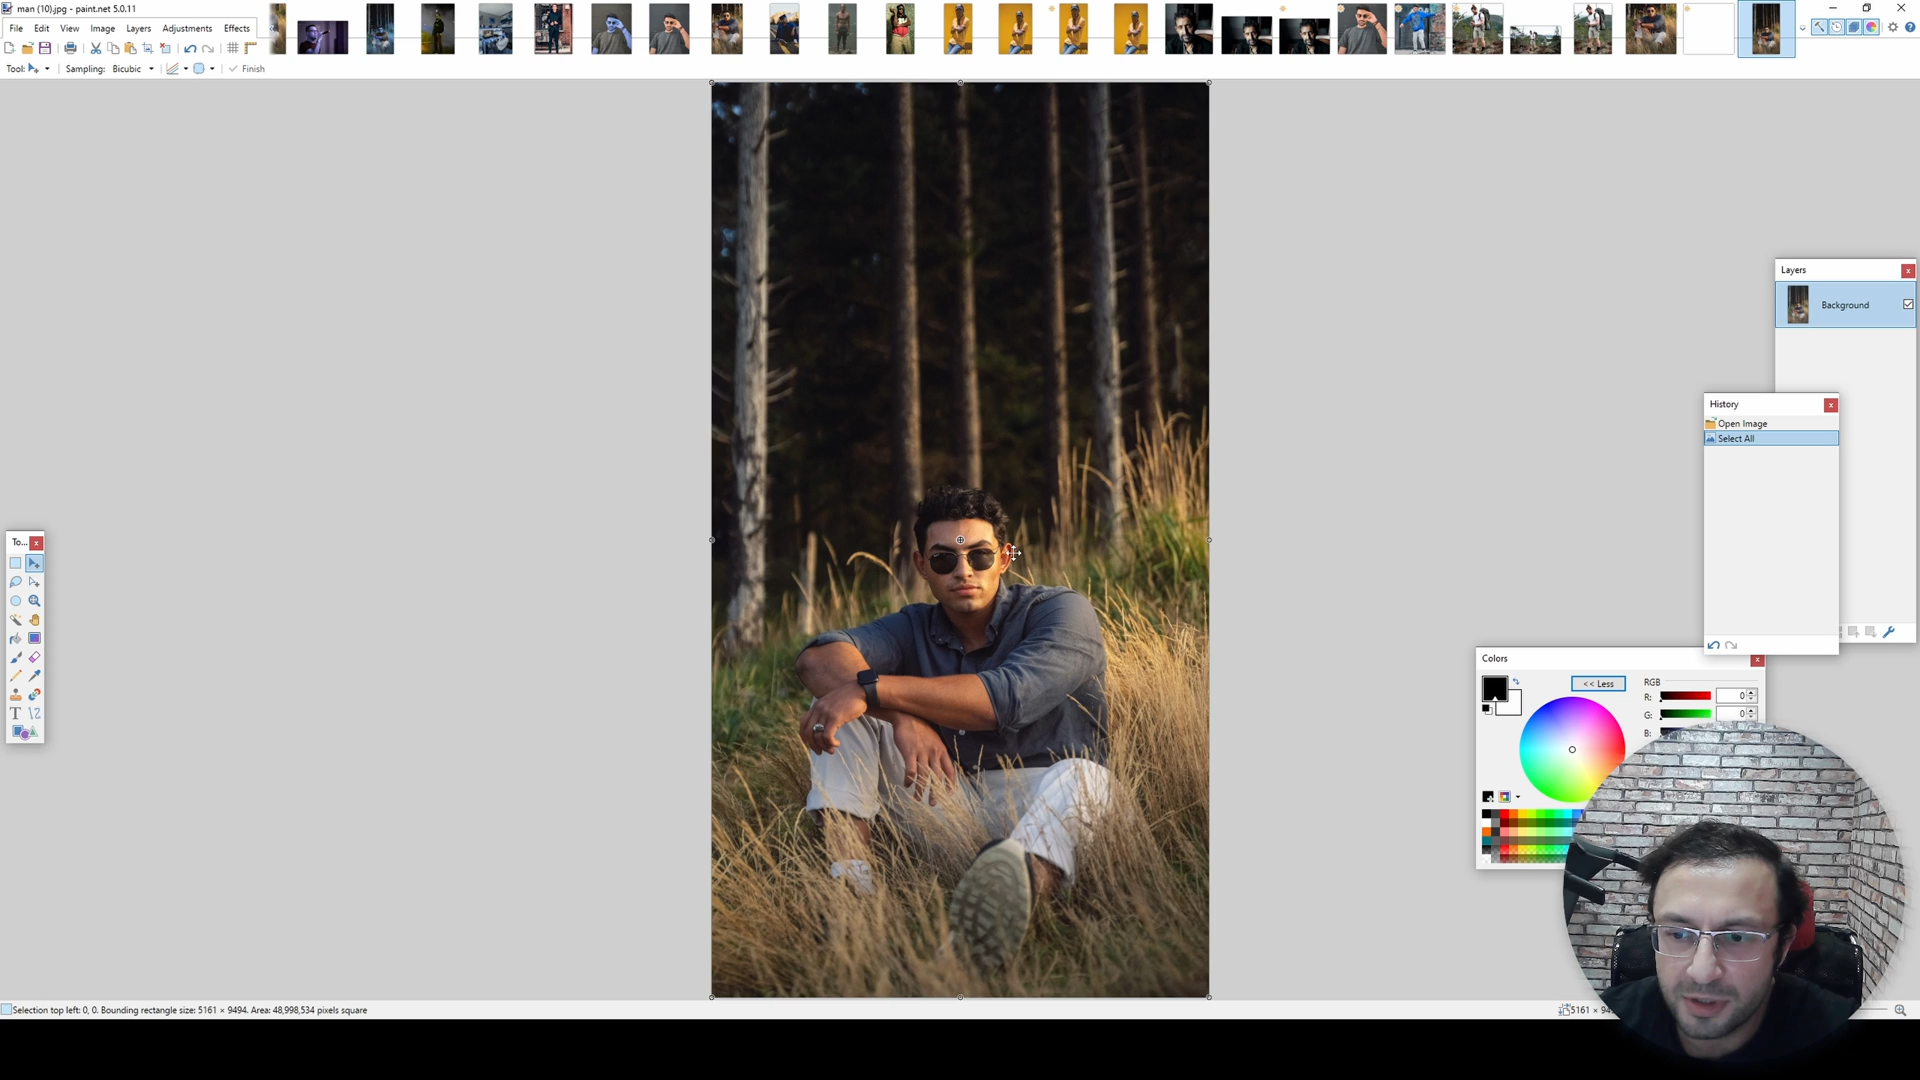 man (10).jpg - paint.net 5.0.11
File Edit View Image Layers Adjustments Effects
Tool: Sampling: Bicubic Finish
Layers
Background
History
Open Image
Select All
To...
Colors
<< Less
RGB
R: 0
G: 0
B:
T
Selection top left: 0, 0. Bounding rectangle size: 5161 × 9494. Area: 48,998,534 pixels square
5161 × 94